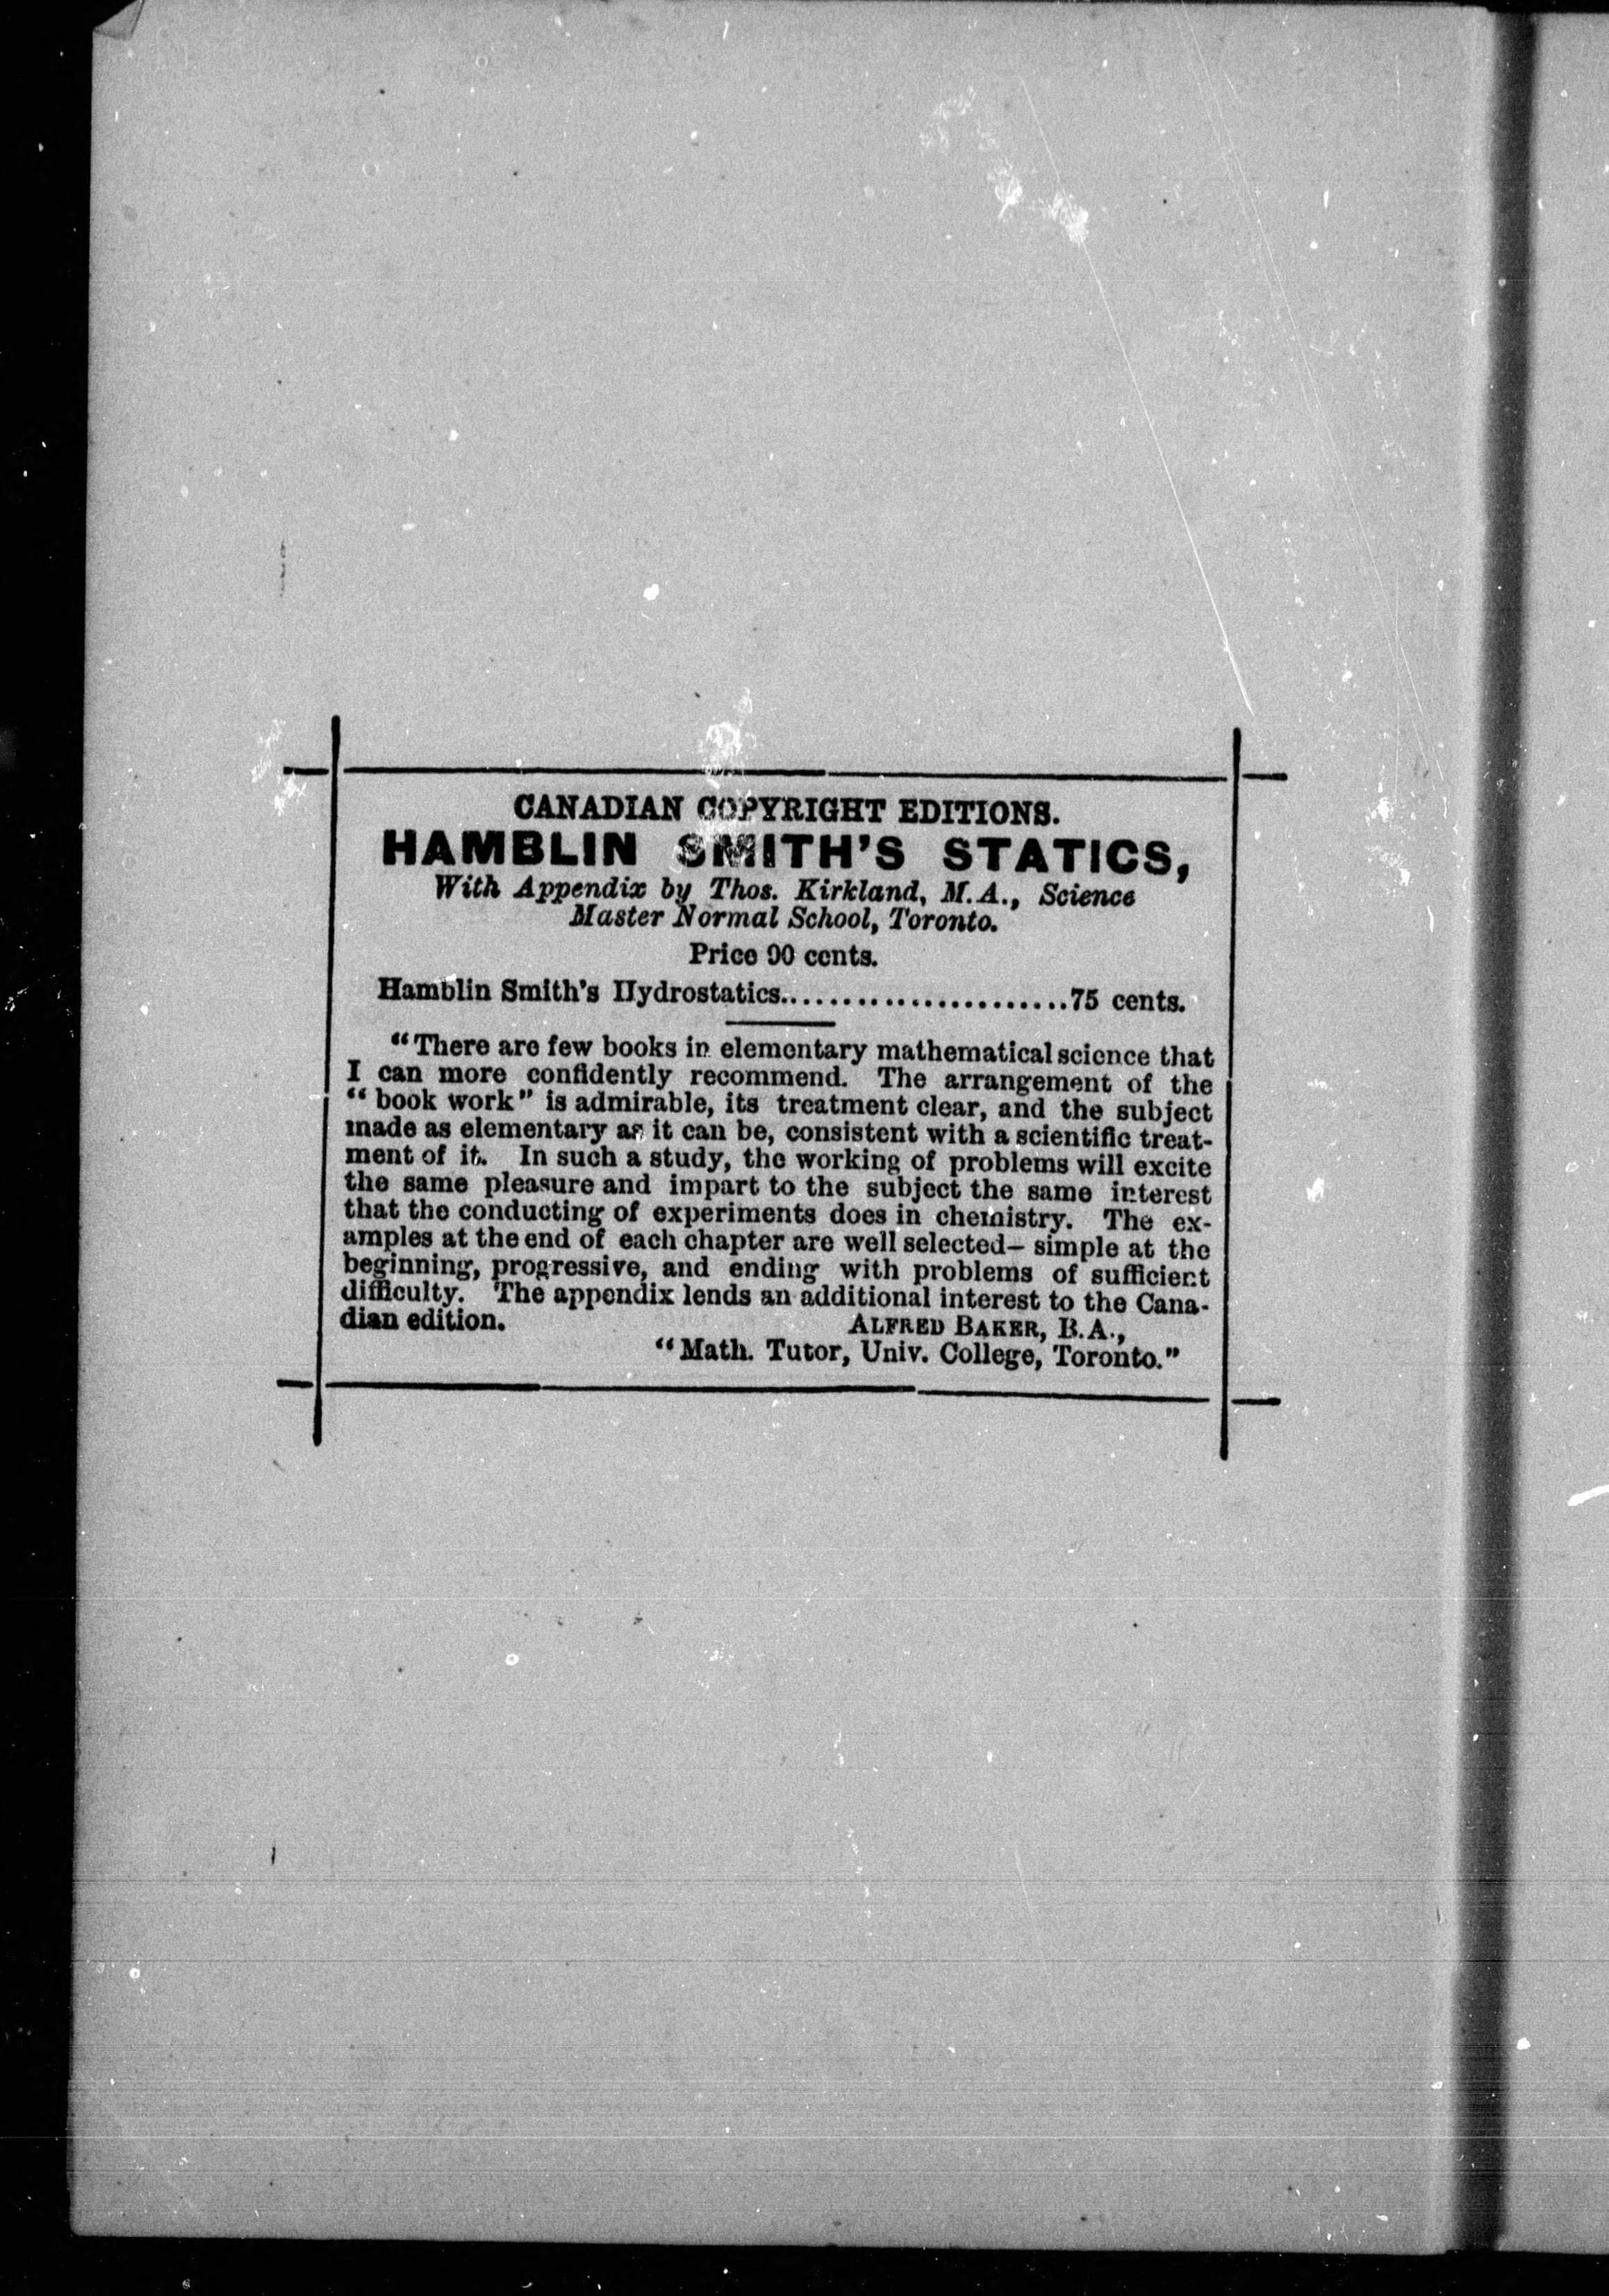 CANADIAN COPYRIGHT EDITIONS.
HAMBLIN SMITH'S STATICS,
With Appendix by Thos. Kirkland, M.A., Science
Master Normal School, Toronto.
Price 90 cents.
Hamblin Smith's Hydrostatics........................75 cents.
"There are few books in elementary mathematical science that
I can more confidently recommend. The arrangement of the
"book work" is admirable, its treatment clear, and the subject
made as elementary as it can be, consistent with a scientific treat-
ment of it. In such a study, the working of problems will excite
the same pleasure and impart to the subject the same interest
that the conducting of experiments does in chemistry. The ex-
amples at the end of each chapter are well selected— simple at the
beginning, progressive, and ending with problems of sufficient
difficulty. The appendix lends an additional interest to the Cana-
dian edition. ALFRED BAKER, B.A.,
"Math. Tutor, Univ. College, Toronto."